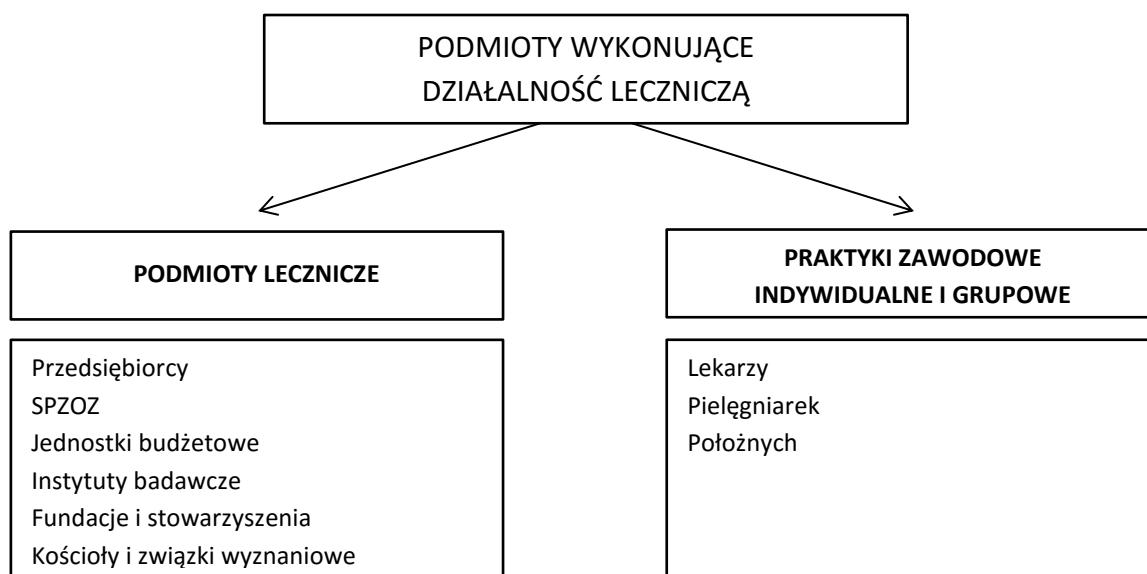 PODMIOTY WYKONUJĄCE
DZIAŁALNOŚĆ LECZNICZĄ
PODMIOTY LECZNICZE
PRAKTYKI ZAWODOWE
INDYWIDUALNE I GRUPOWE
Przedsiębiorcy
SPZOZ
Jednostki budżetowe
Instytuty badawcze
Fundacje i stowarzyszenia
Kościoły i związki wyznaniowe
Lekarzy
Pielęgniarek
Położnych